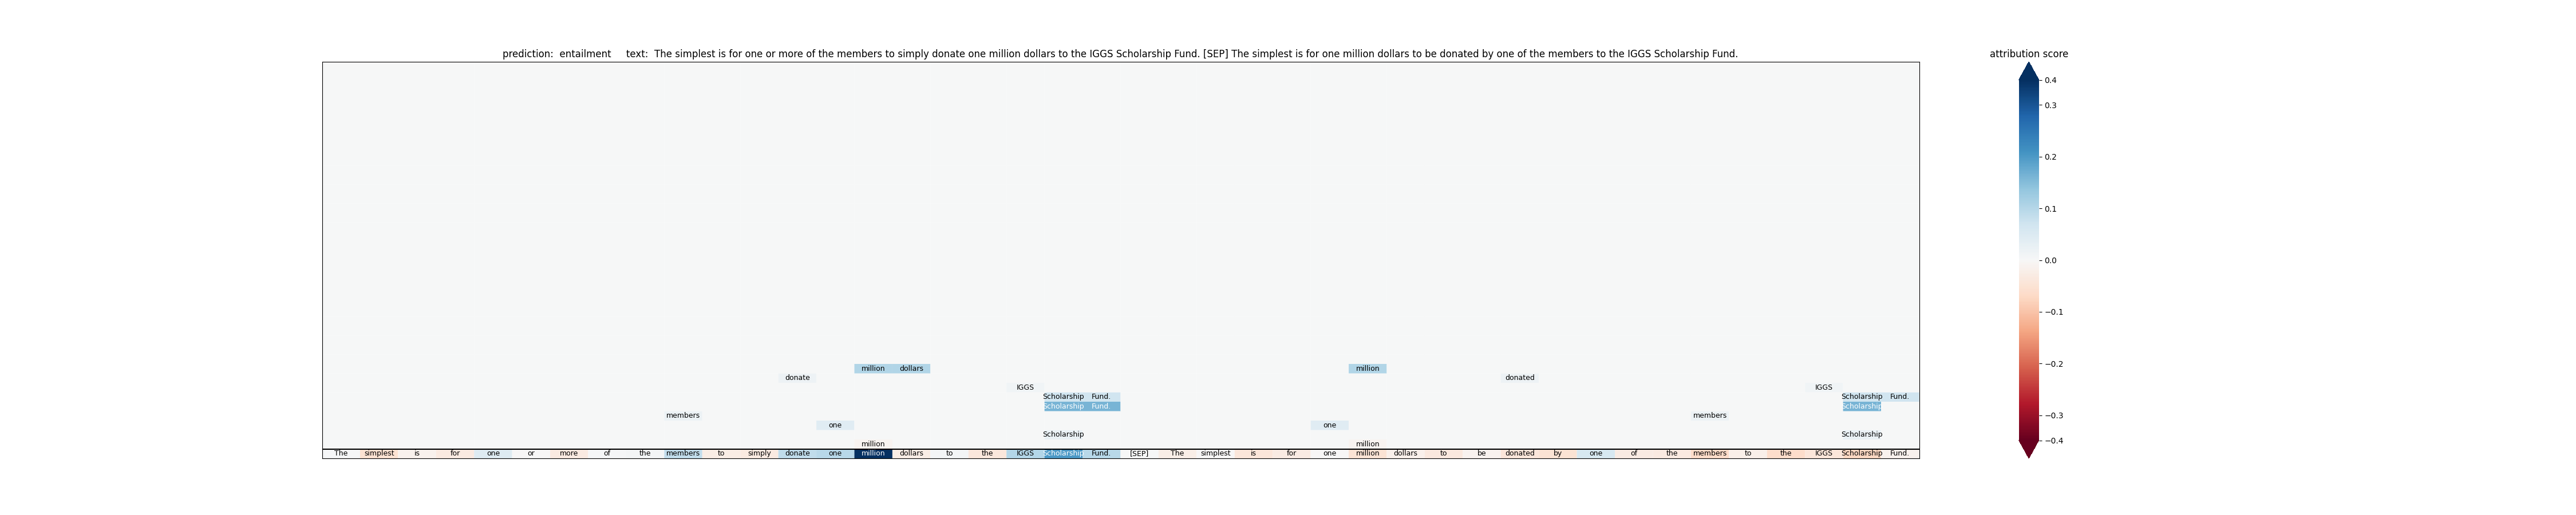 prediction:  entailment     text:  The simplest is for one or more of the members to simply donate one million dollars to the IGGS Scholarship Fund. [SEP] The simplest is for one million dollars to be donated by one of the members to the IGGS Scholarship Fund.
attribution score
0.4
0.3
0.2
0.1
0.0
−0.1
−0.2
−0.3
−0.4
million dollars million
donate donated
IGGS IGGS
Scholarship Fund. Scholarship Fund.
Scholarship Fund. Scholarship
members members
one one
Scholarship Scholarship
million million
The simplest is for one or more of the members to simply donate one million dollars to the IGGS Scholarship Fund. [SEP] The simplest is for one million dollars to be donated by one of the members to the IGGS Scholarship Fund.